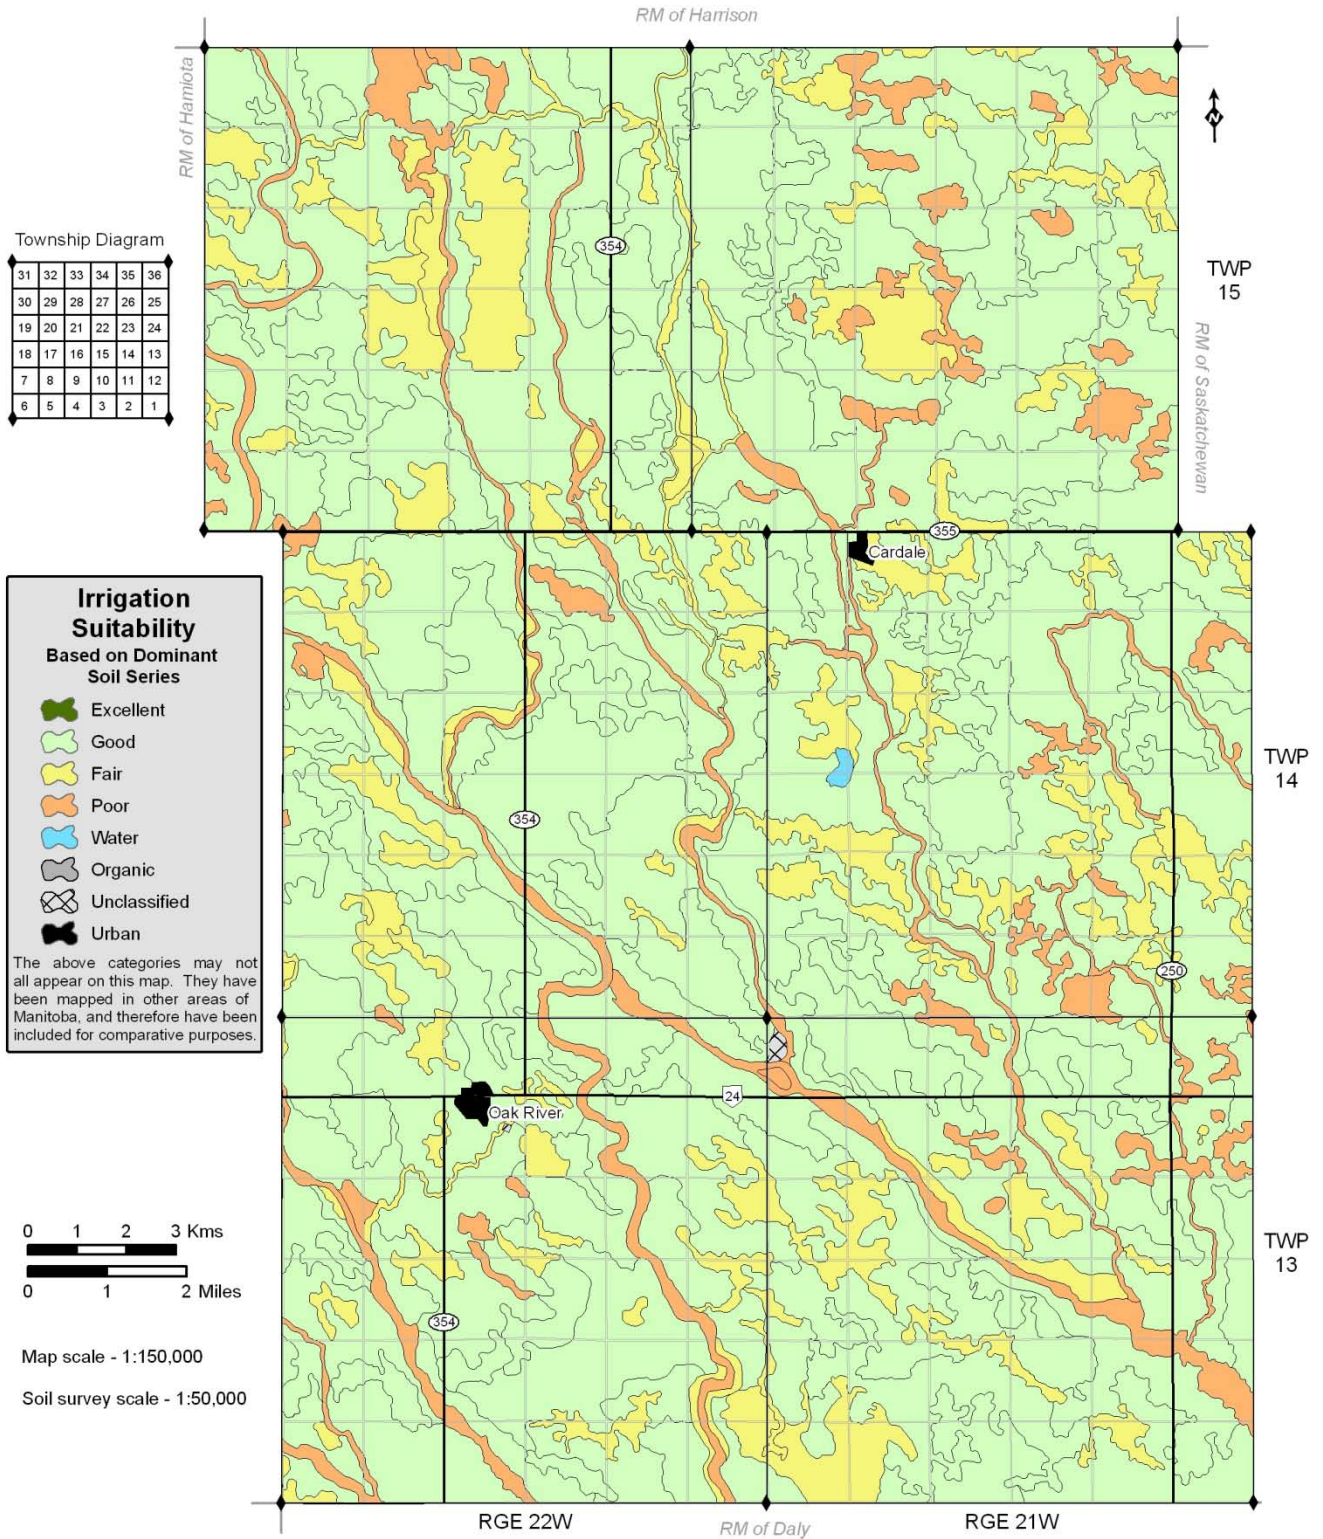 RM of Harrison
RM of Hamiota
Township Diagram
31 32 33 34 35 36
30 29 28 27 26 25
19 20 21 22 23 24
18 17 16 15 14 13
7 8 9 10 11 12
6 5 4 3 2 1
354
TWP
15
RM of Saskatchewan
355
Cardale
Irrigation
Suitability
Based on Dominant
Soil Series
Excellent
Good
Fair
Poor
Water
Organic
Unclassified
Urban
The above categories may not
all appear on this map. They have
been mapped in other areas of
Manitoba, and therefore have been
included for comparative purposes.
TWP
14
354
250
24
Oak River
0 1 2 3 Kms
0 1 2 Miles
TWP
13
354
Map scale - 1:150,000
Soil survey scale - 1:50,000
RGE 22W
RM of Daly
RGE 21W
N